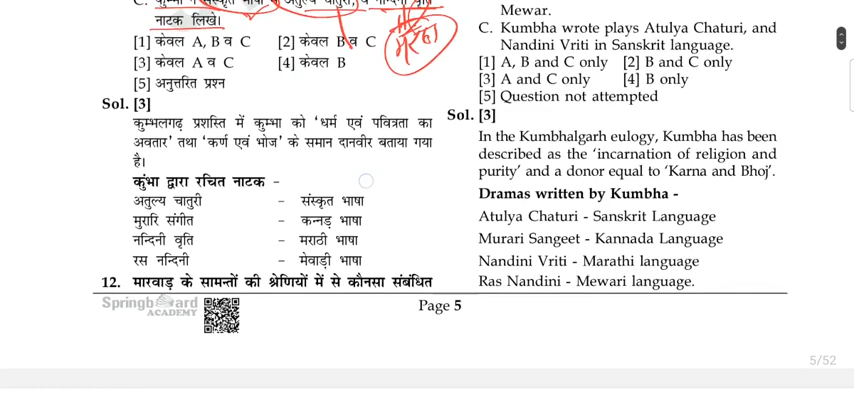 C. कुम्भा ने संस्कृत भाषा में अतुल्य चातुरी, व नन्दिनी वृति
नाटक लिखे।
[1] केवल A, B व C [2] केवल B व C
[3] केवल A व C [4] केवल B
[5] अनुत्तरित प्रश्न
Sol. [3]
कुम्भलगढ़ प्रशस्ति में कुम्भा को 'धर्म एवं पवित्रता का
अवतार' तथा 'कर्ण एवं भोज' के समान दानवीर बताया गया
है।
कुंभा द्वारा रचित नाटक -
अतुल्य चातुरी - संस्कृत भाषा
मुरारि संगीत - कन्नड़ भाषा
नन्दिनी वृति - मराठी भाषा
रस नन्दिनी - मेवाड़ी भाषा
12. मारवाड़ के सामन्तों की श्रेणियों में से कौनसा संबंधित
Mewar.
C. Kumbha wrote plays Atulya Chaturi, and
Nandini Vriti in Sanskrit language.
[1] A, B and C only [2] B and C only
[3] A and C only [4] B only
[5] Question not attempted
Sol. [3]
In the Kumbhalgarh eulogy, Kumbha has been
described as the 'incarnation of religion and
purity' and a donor equal to 'Karna and Bhoj'.
Dramas written by Kumbha -
Atulya Chaturi - Sanskrit Language
Murari Sangeet - Kannada Language
Nandini Vriti - Marathi language
Ras Nandini - Mewari language.
Springboard
ACADEMY
Page 5
5/52